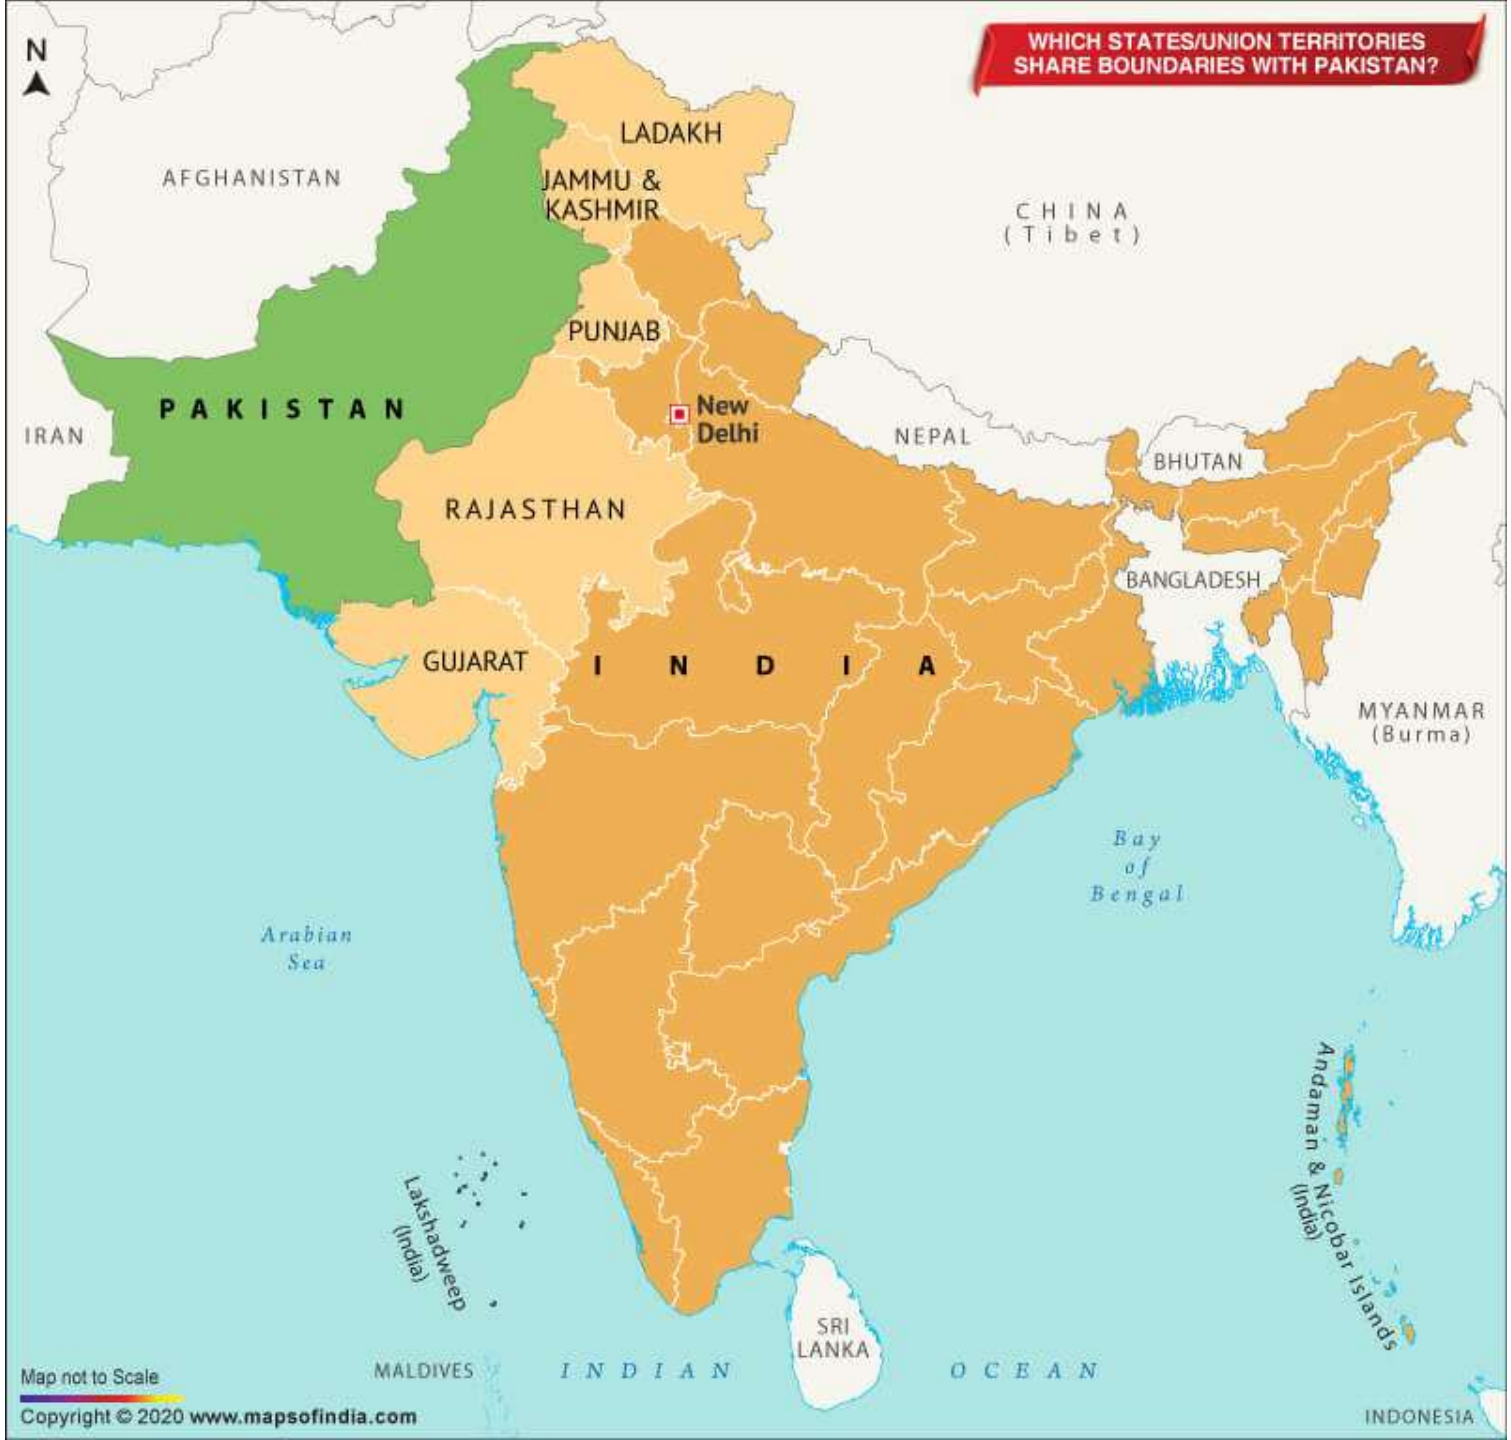 WHICH STATES/UNION TERRITORIES
SHARE BOUNDARIES WITH PAKISTAN?
N
LADAKH
AFGHANISTAN
JAMMU &
KASHMIR
CHINA
(Tibet)
PUNJAB
PAKISTAN
New
Delhi
IRAN
NEPAL
BHUTAN
RAJASTHAN
BANGLADESH
GUJARAT
INDIA
MYANMAR
(Burma)
Bay
of
Bengal
Arabian
Sea
Andaman & Nicobar Islands
(India)
Lakshadweep
(India)
SRI
LANKA
MALDIVES
INDIAN OCEAN
Map not to Scale
Copyright © 2020 www.mapsofindia.com
INDONESIA